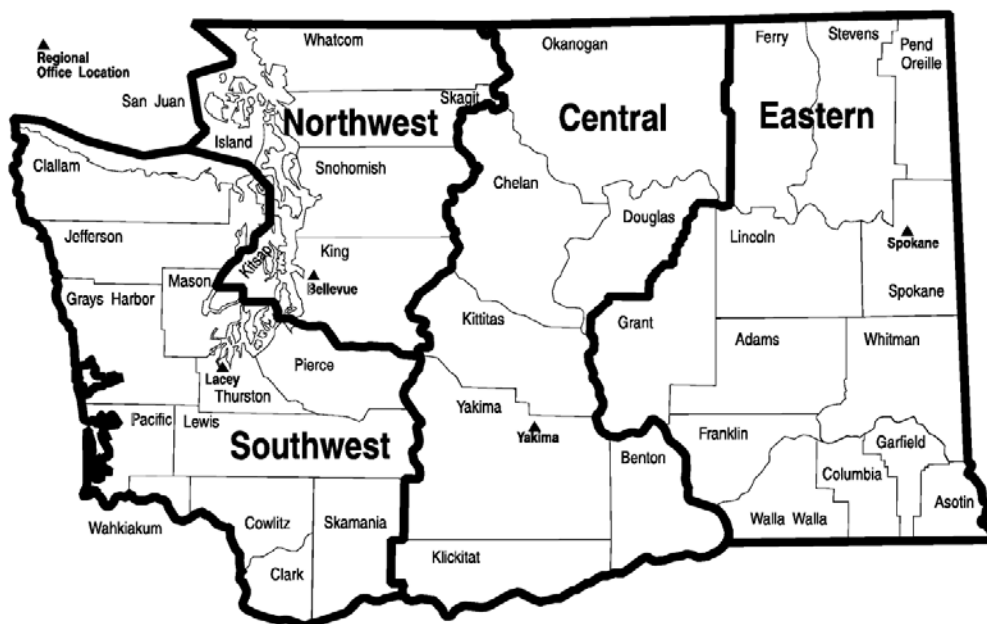 Whatcom
Okanogan
Ferry
Stevens
Pend
Oreille
Regional
Office Location
San Juan
Skagit
Northwest
Central
Eastern
Island
Snohomish
Clallam
Chelan
Douglas
Jefferson
King
Kitsap
Lincoln
Spokane
Mason
Bellevue
Spokane
Grays Harbor
Kittitas
Grant
Adams
Whitman
Pierce
Lacey
Thurston
Yakima
Yakima
Pacific
Lewis
Southwest
Franklin
Garfield
Benton
Columbia
Asotin
Wahkiakum
Cowlitz
Skamania
Walla Walla
Klickitat
Clark